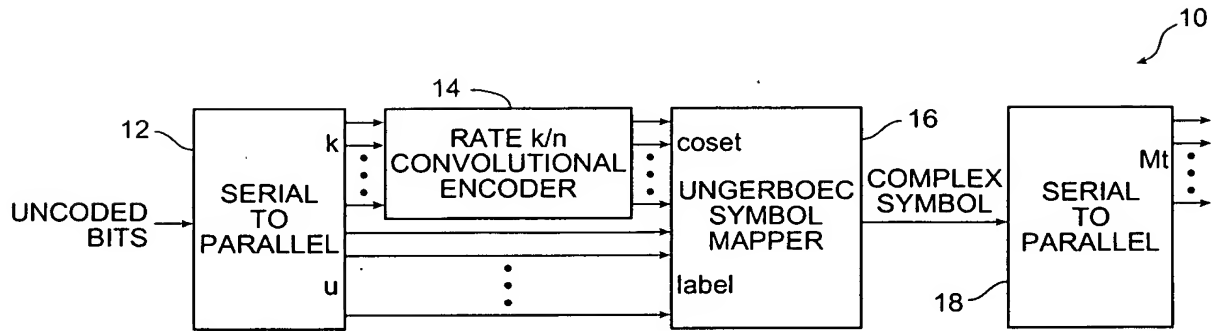 10
12
14
16
18
UNCODED
BITS
SERIAL
TO
PARALLEL
k
u
RATE k/n
CONVOLUTIONAL
ENCODER
coset
UNGERBOEC
SYMBOL
MAPPER
label
COMPLEX
SYMBOL
SERIAL
TO
PARALLEL
Mt